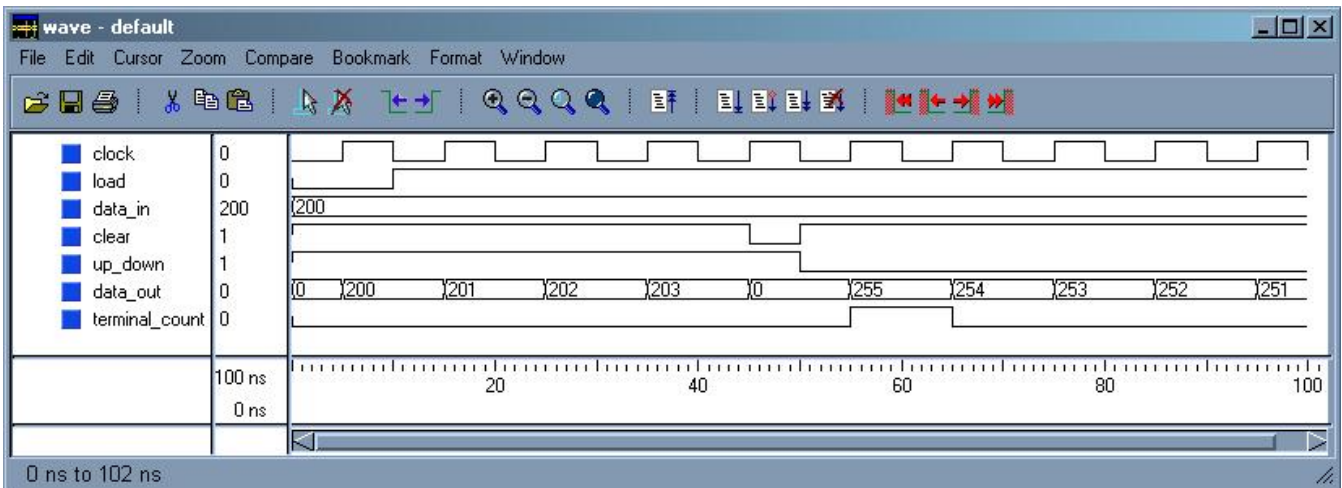 wave - default
File Edit Cursor Zoom Compare Bookmark Format Window
clock 0
load 0
data_in 200 200
clear 1
up_down 1
data_out 0 0 200 201 202 203 0 255 254 253 252 251
terminal_count 0
100 ns 20 40 60 80 100
0 ns
0 ns to 102 ns